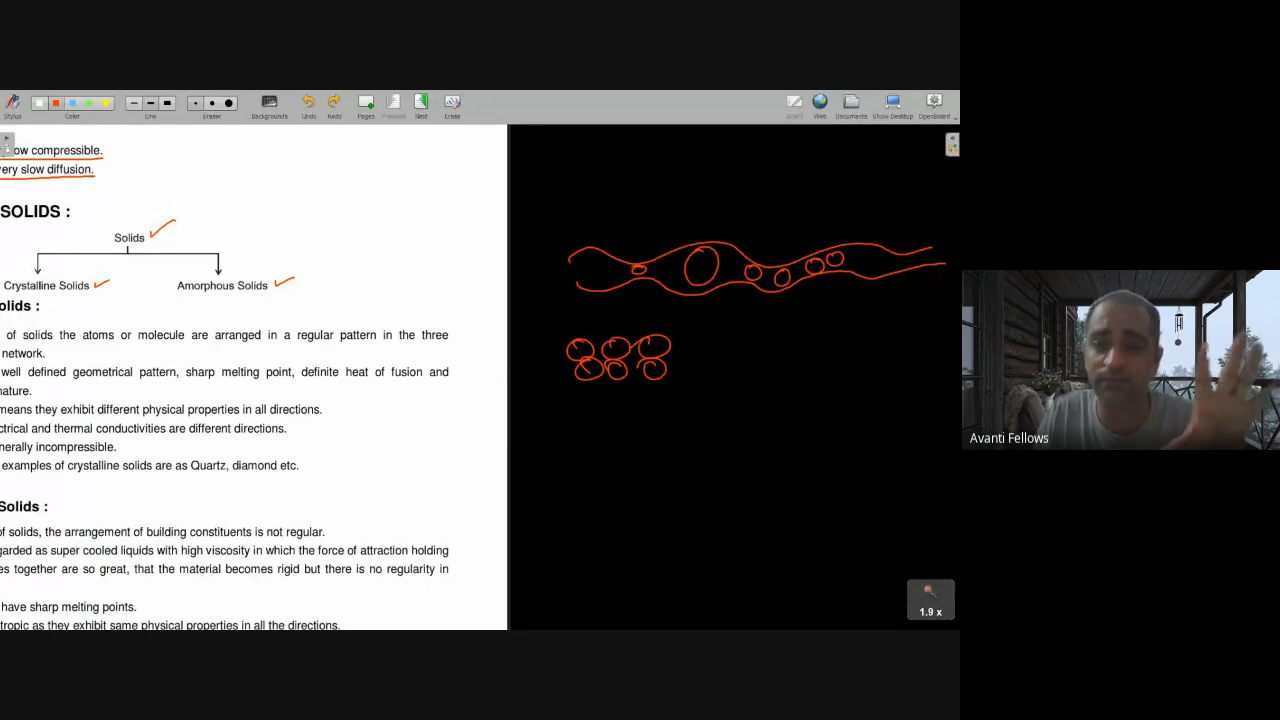 Stylus
Color
Line
Eraser
Backgrounds
Undo
Redo
Pages
Previous
Next
Erase
Board
Web
Documents
Show Desktop
OpenBoard
ow compressible.
very slow diffusion.
SOLIDS :
Solids
Crystalline Solids
Amorphous Solids
olids :
of solids the atoms or molecule are arranged in a regular pattern in the three
network.
well defined geometrical pattern, sharp melting point, definite heat of fusion and
nature.
means they exhibit different physical properties in all directions.
ctrical and thermal conductivities are different directions.
nerally incompressible.
examples of crystalline solids are as Quartz, diamond etc.
Solids :
of solids, the arrangement of building constituents is not regular.
garded as super cooled liquids with high viscosity in which the force of attraction holding
es together are so great, that the material becomes rigid but there is no regularity in
have sharp melting points.
tropic as they exhibit same physical properties in all the directions.
1.9 x
Avanti Fellows